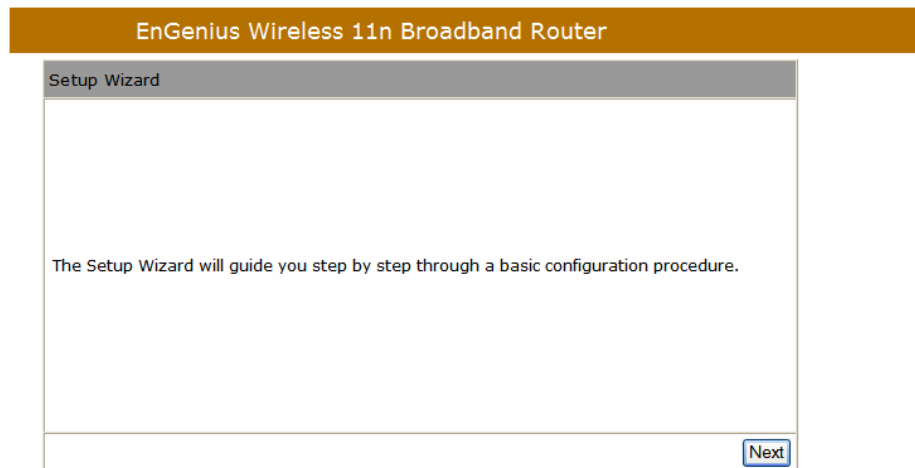 EnGenius Wireless 11n Broadband Router
Setup Wizard
The Setup Wizard will guide you step by step through a basic configuration procedure.
Next